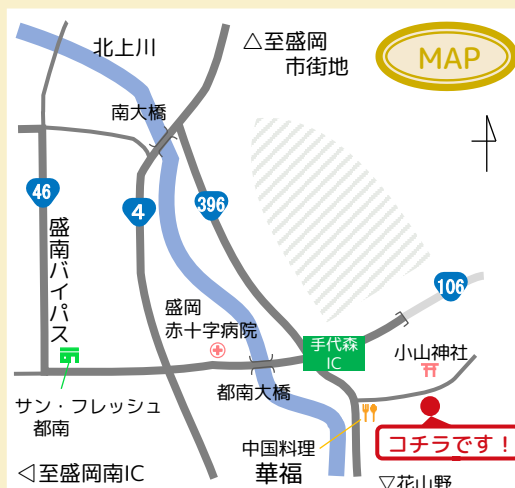 北上川
△至盛岡
市街地
MAP
南大橋
46
4
396
盛南バイパス
106
盛岡
赤十字病院
手代森
IC
小山神社
都南大橋
サン・フレッシュ
都南
コチラです！
中国料理
華福
◁至盛岡南IC
▽花山野